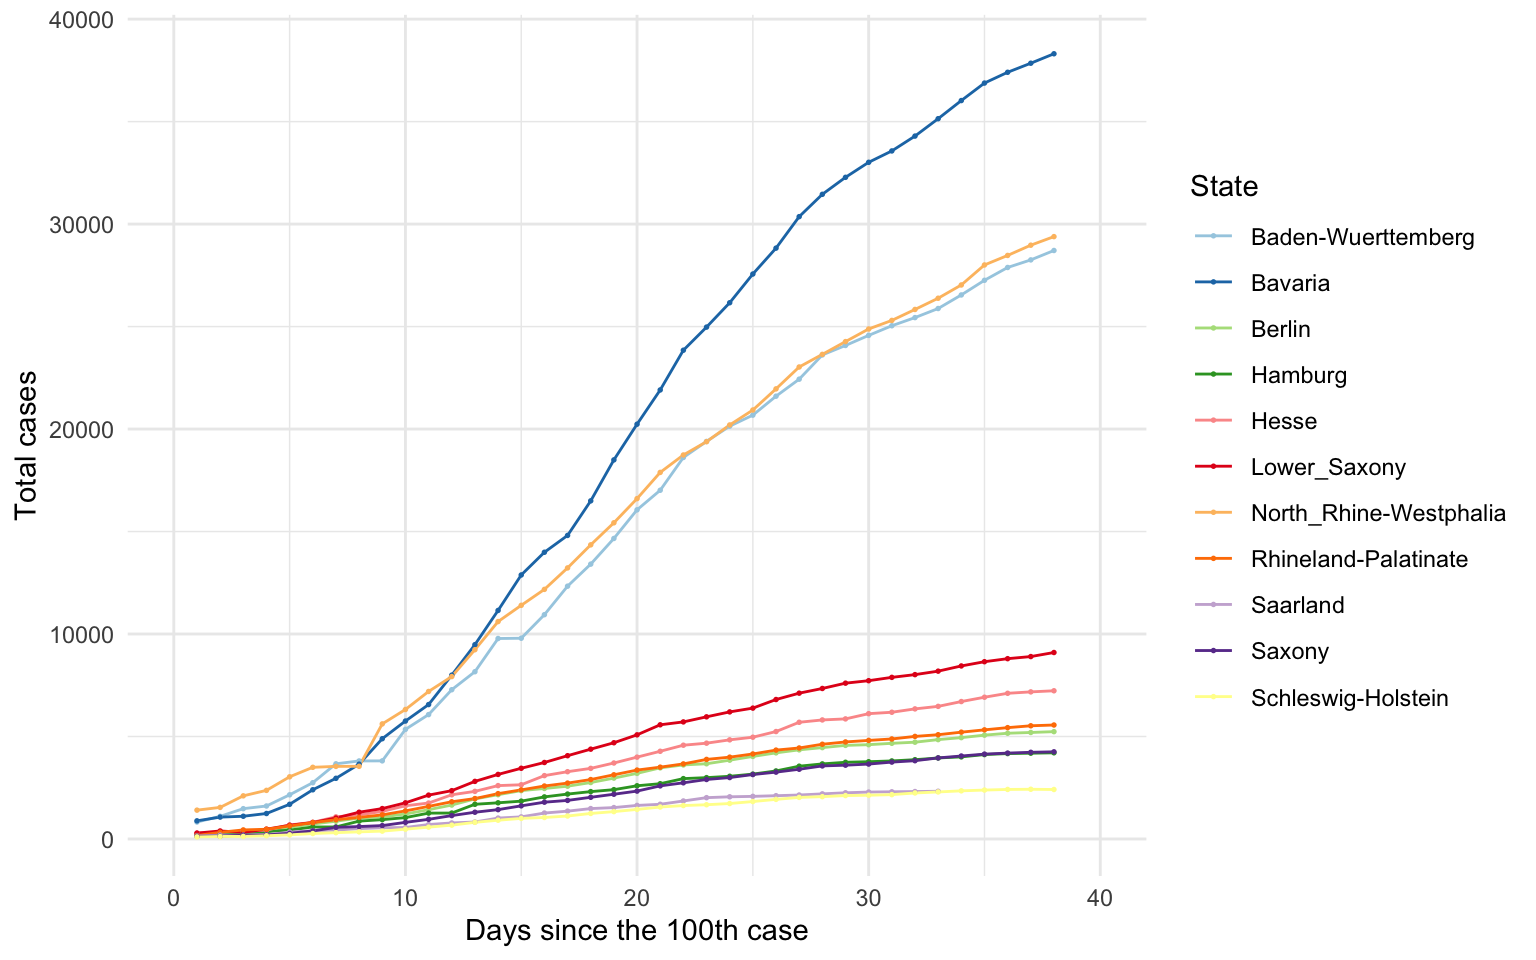 40000
30000
20000
10000
0
Total cases
0 10 20 30 40
Days since the 100th case
State
Baden-Wuerttemberg
Bavaria
Berlin
Hamburg
Hesse
Lower_Saxony
North_Rhine-Westphalia
Rhineland-Palatinate
Saarland
Saxony
Schleswig-Holstein